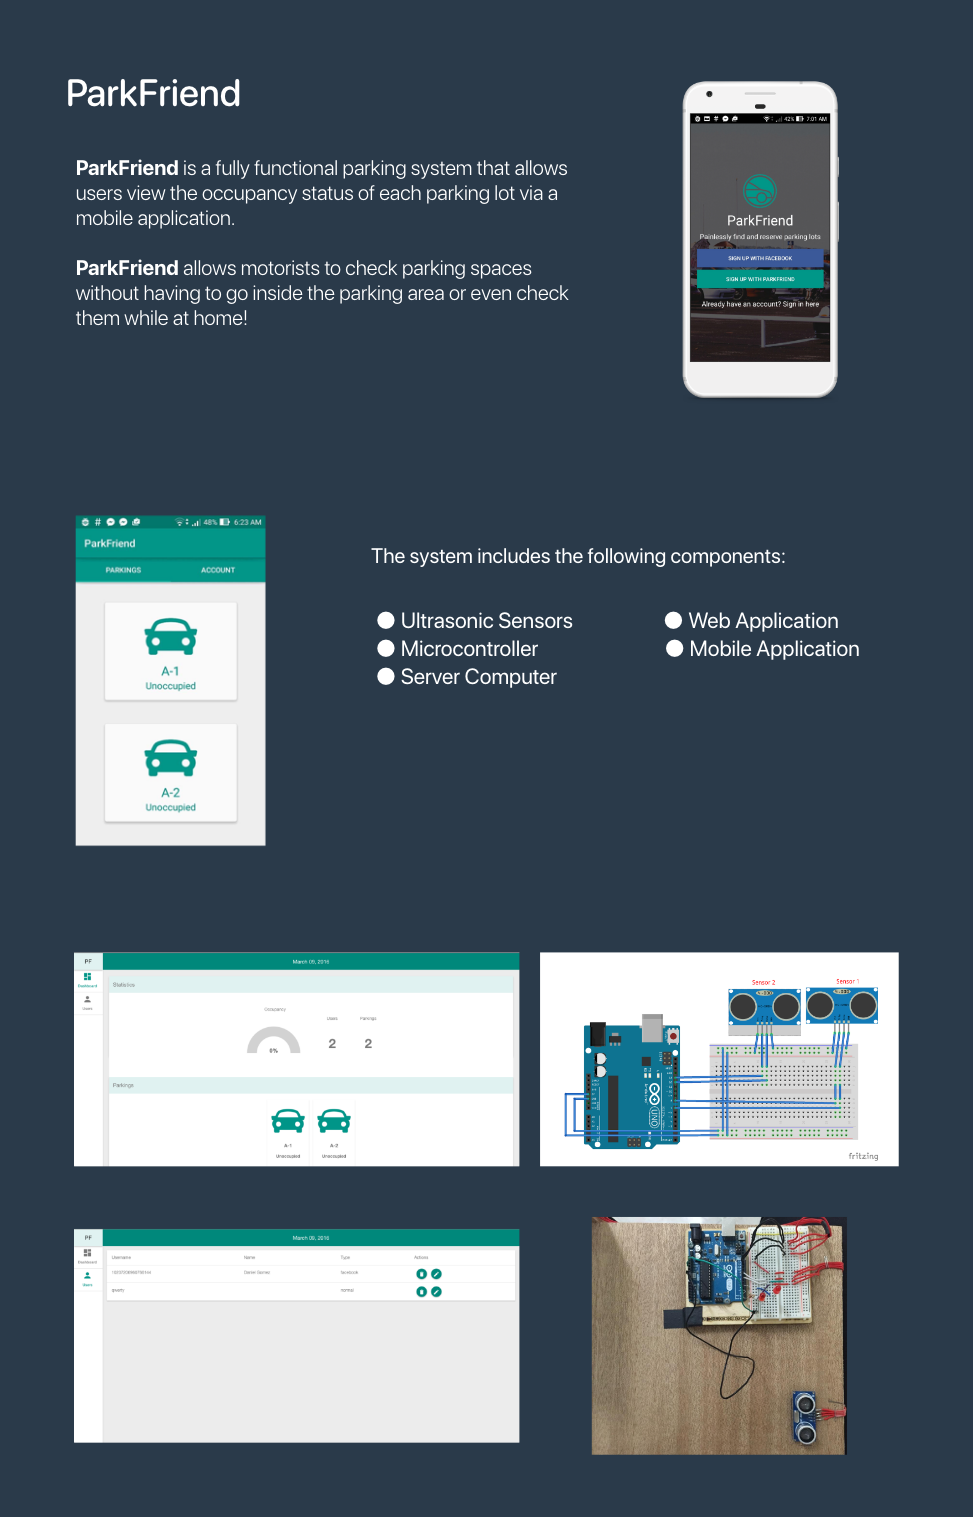 ParkFriend
ParkFriend is a fully functional parking system that allows
users view the occupancy status of each parking lot via a
mobile application.
ParkFriend allows motorists to check parking spaces
without having to go inside the parking area or even check
them while at home!
42% 7:01 AM
ParkFriend
Painlessly find and reserve parking lots
SIGN UP WITH FACEBOOK
SIGN UP WITH PARKFRIEND
Already have an account? Sign in here
48% 6:23 AM
ParkFriend
PARKINGS ACCOUNT
A-1
Unoccupied
A-2
Unoccupied
The system includes the following components:
Ultrasonic Sensors
Microcontroller
Server Computer
Web Application
Mobile Application
PF
March 09, 2016
Dashboard
Users
Statistics
Occupancy
Users Parkings
0%
2 2
Parkings
A-1 A-2
Unoccupied Unoccupied
Sensor 2 Sensor 1
UNO
fritzing
PF
March 09, 2016
Dashboard
Users
Username Name Type Actions
facebook
normal